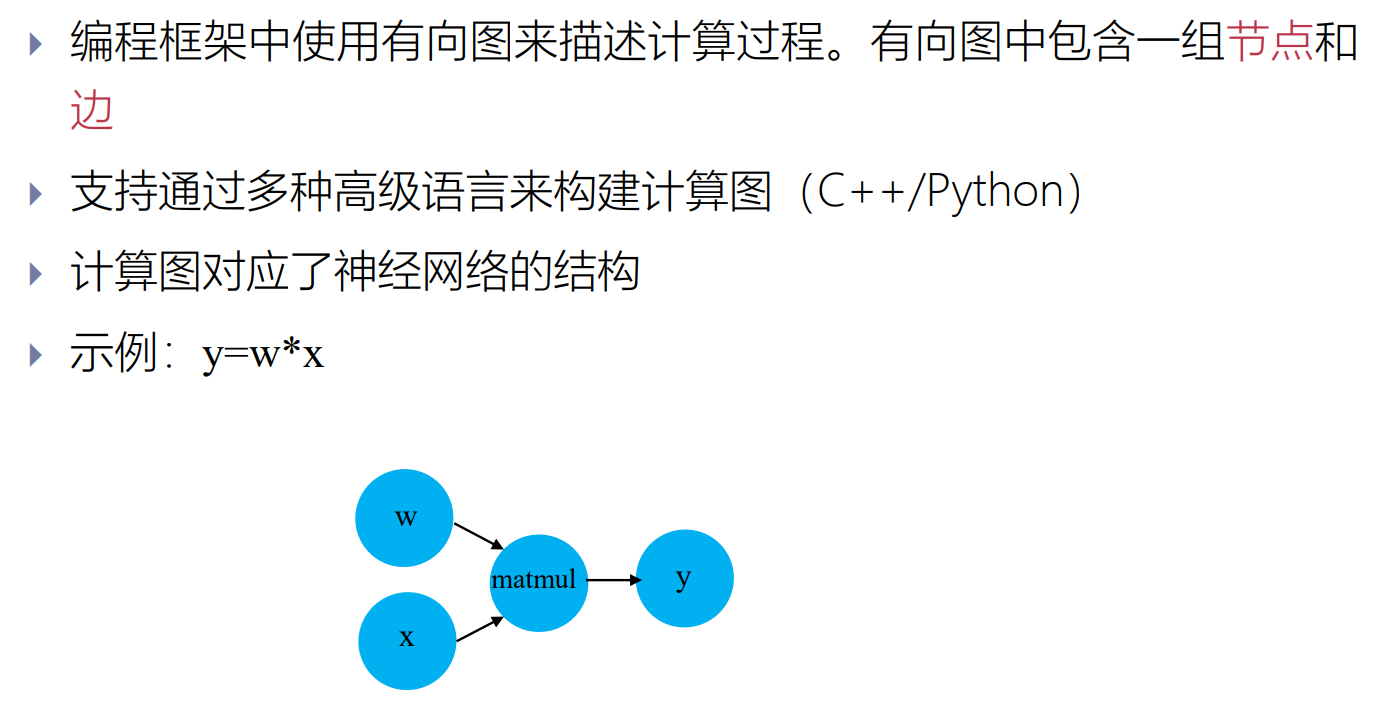 编程框架中使用有向图来描述计算过程。有向图中包含一组节点和
边
支持通过多种高级语言来构建计算图（C++/Python）
计算图对应了神经网络的结构
示例：y=w*x
w
matmul
y
x